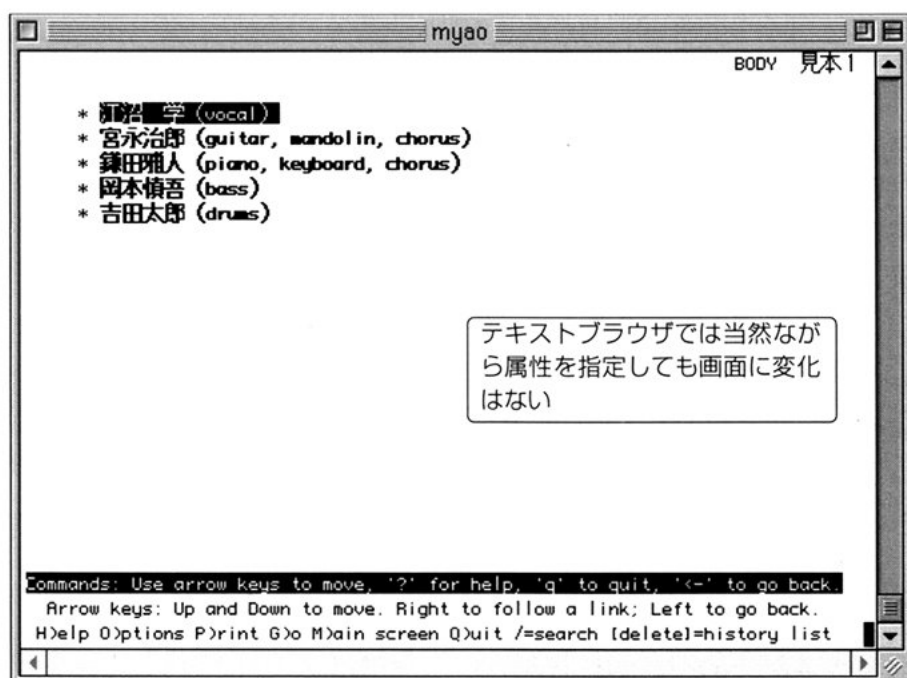 myao
BODY 見本1
* 江沼 学 (vocal)
* 宮永治郎 (guitar, mandolin, chorus)
* 鎌田雅人 (piano, keyboard, chorus)
* 岡本慎吾 (bass)
* 吉田太郎 (drums)
テキストブラウザでは当然なが
ら属性を指定しても画面に変化
はない
Commands: Use arrow keys to move, '?' for help, 'q' to quit, '<-' to go back.
Arrow keys: Up and Down to move. Right to follow a link; Left to go back.
H)elp O)ptions P)rint G)o M)ain screen Q)uit /=search [delete]=history list